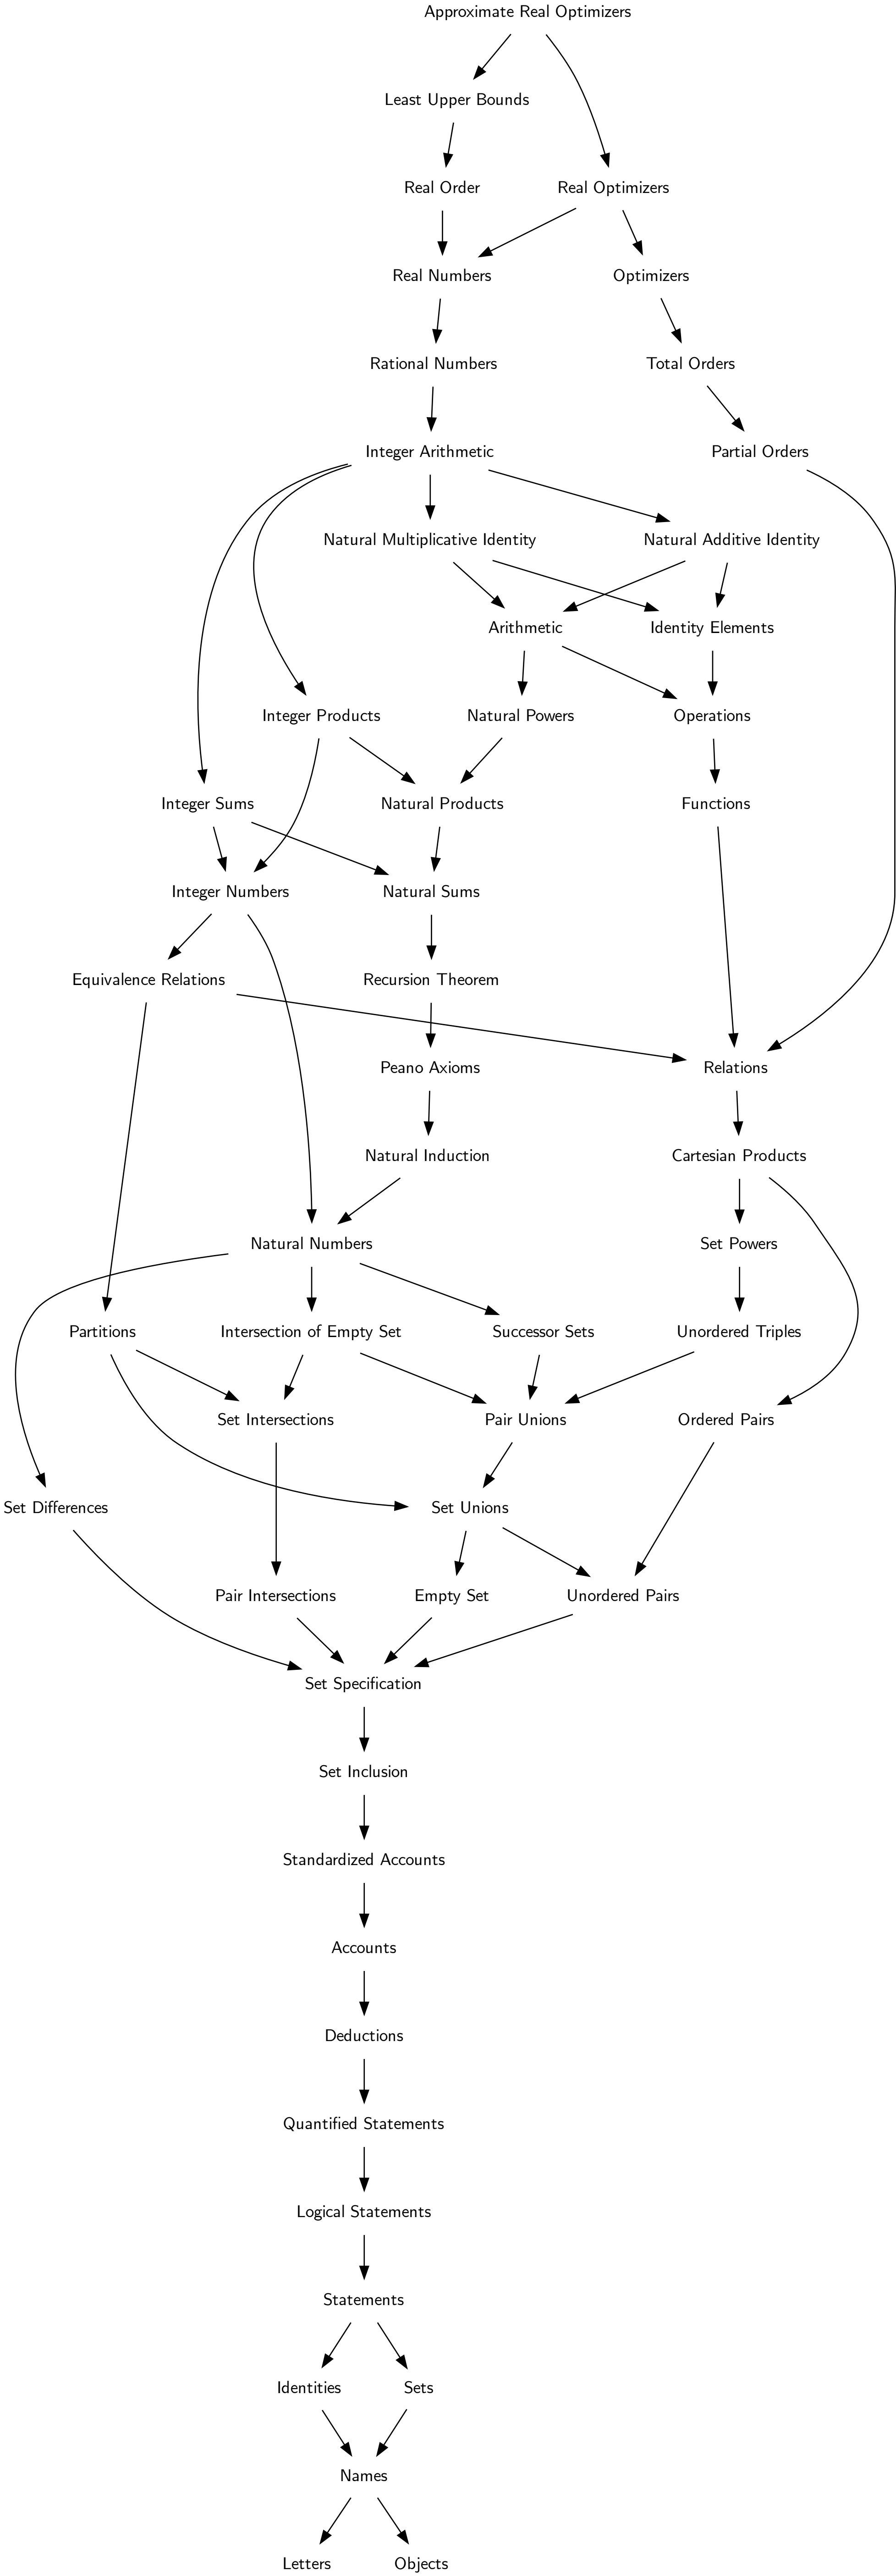 Approximate Real Optimizers
Least Upper Bounds
Real Order
Real Optimizers
Real Numbers
Optimizers
Rational Numbers
Total Orders
Integer Arithmetic
Partial Orders
Natural Multiplicative Identity
Natural Additive Identity
Arithmetic
Identity Elements
Integer Products
Natural Powers
Operations
Integer Sums
Natural Products
Functions
Integer Numbers
Natural Sums
Equivalence Relations
Recursion Theorem
Peano Axioms
Relations
Natural Induction
Cartesian Products
Natural Numbers
Set Powers
Partitions
Intersection of Empty Set
Successor Sets
Unordered Triples
Set Intersections
Pair Unions
Ordered Pairs
Set Differences
Set Unions
Pair Intersections
Empty Set
Unordered Pairs
Set Specification
Set Inclusion
Standardized Accounts
Accounts
Deductions
Quantified Statements
Logical Statements
Statements
Identities
Sets
Names
Letters
Objects